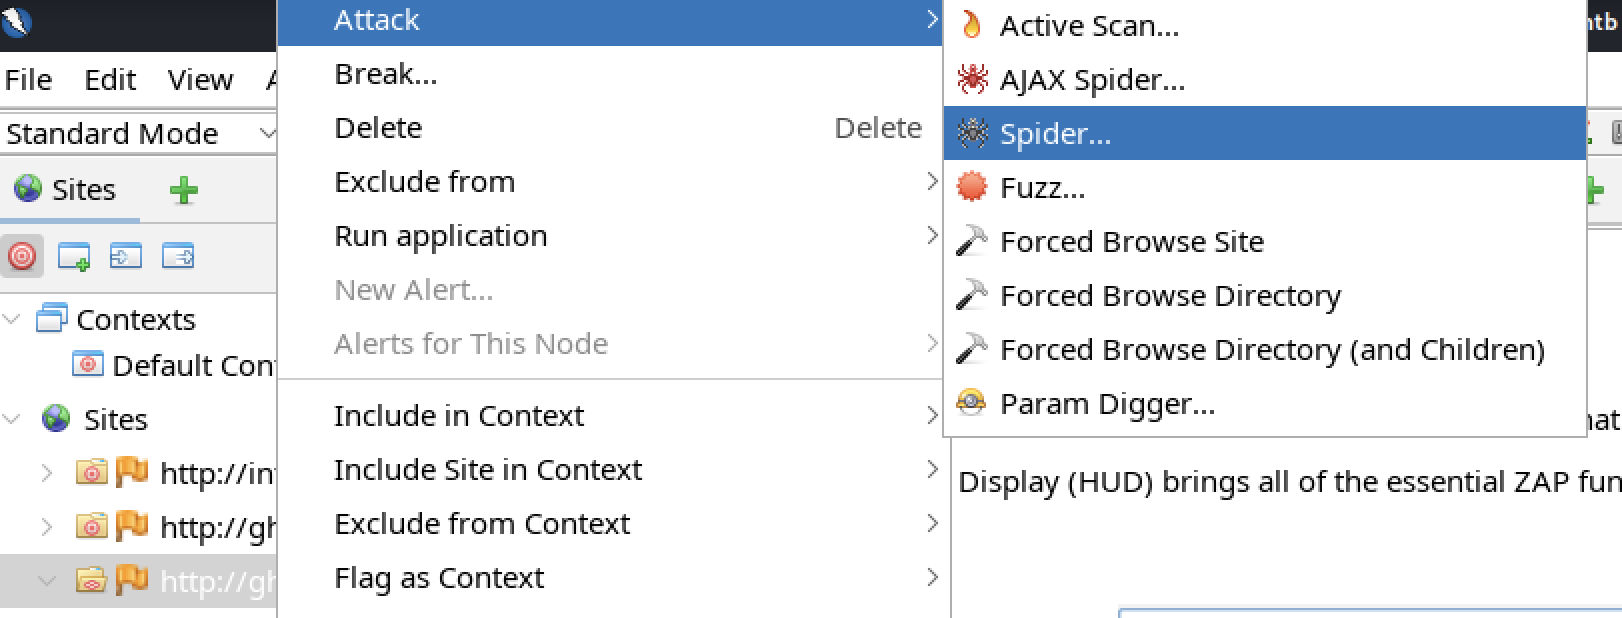 File Edit View
Standard Mode
Sites
Contexts
Default Con
Sites
http://in
http://gh
http://gh
Attack
Break...
Delete Delete
Exclude from
Run application
New Alert...
Alerts for This Node
Include in Context
Include Site in Context
Exclude from Context
Flag as Context
Active Scan...
AJAX Spider...
Spider...
Fuzz...
Forced Browse Site
Forced Browse Directory
Forced Browse Directory (and Children)
Param Digger...
Display (HUD) brings all of the essential ZAP fun